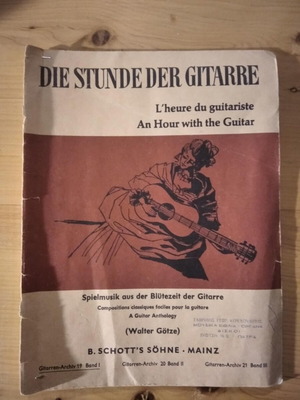 DIE STUNDE DER GITARRE
L'heure du guitariste
An Hour with the Guitar
Spielmusik aus der Blütezeit der Gitarre
Compositions classiques faciles pour la guitare
A Guitar Anthology
(Walter Götze)
B. SCHOTT'S SÖHNE · MAINZ
Gitarren-Archiv 19 Band I Gitarren-Archiv 20 Band II Gitarren-Archiv 21 Band III